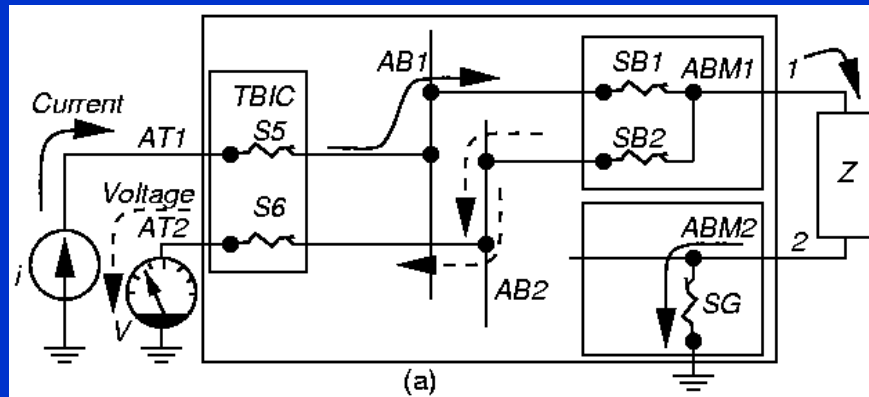 AB1
SB1 ABM1 1
TBIC
Current
AT1 S5
SB2
Z
Voltage
AT2 S6
ABM2 2
i
AB2
SG
V
(a)